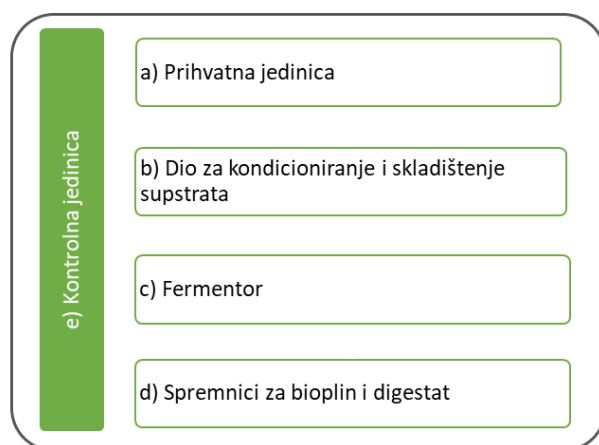 e) Kontrolna jedinica
a) Prihvatna jedinica
b) Dio za kondicioniranje i skladištenje
supstrata
c) Fermentor
d) Spremnici za bioplin i digestat